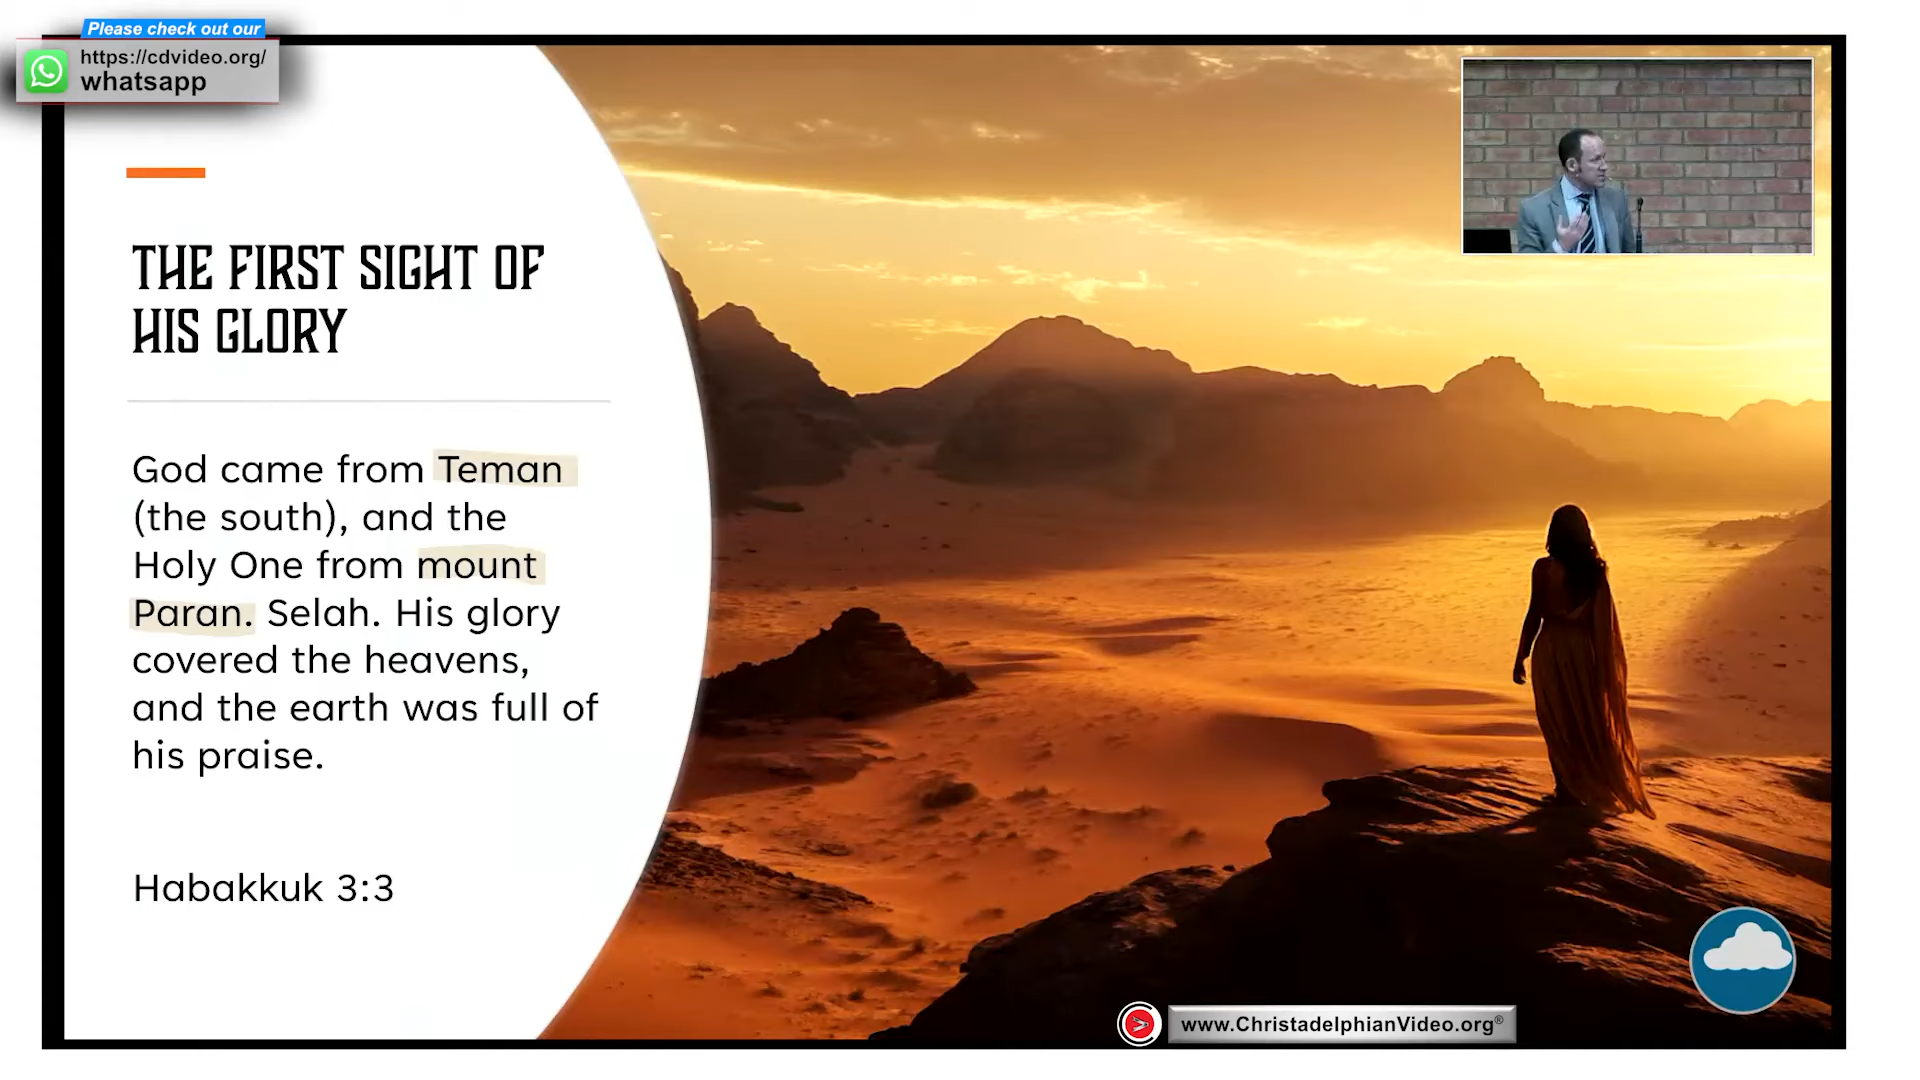 Please check out our
https://cdvideo.org/
whatsapp
THE FIRST SIGHT OF
HIS GLORY
God came from Teman
(the south), and the
Holy One from mount
Paran. Selah. His glory
covered the heavens,
and the earth was full of
his praise.
Habakkuk 3:3
www.ChristadelphianVideo.org®